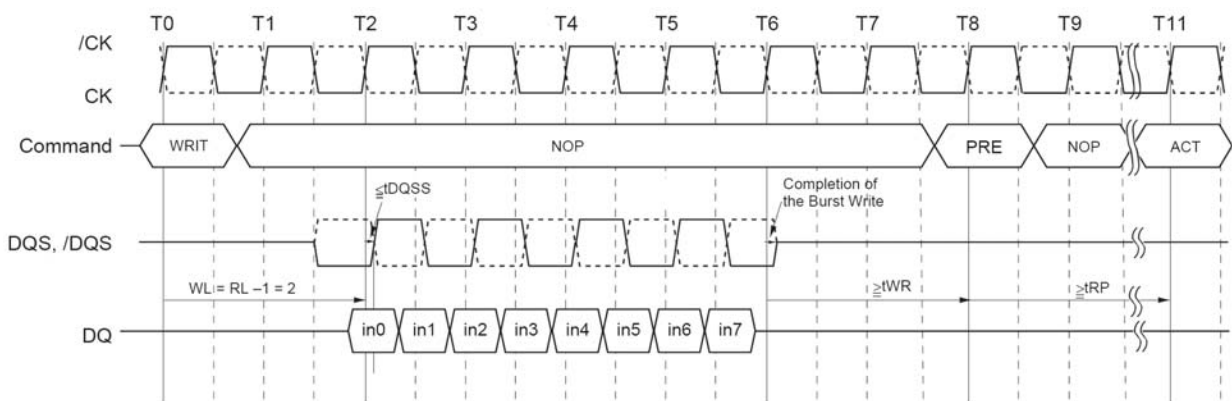 T0 T1 T2 T3 T4 T5 T6 T7 T8 T9 T11
/CK
CK
Command WRIT NOP PRE NOP ACT
≦tDQSS
Completion of
the Burst Write
DQS, /DQS
WL = RL –1 = 2 ≧tWR ≧tRP
DQ in0 in1 in2 in3 in4 in5 in6 in7